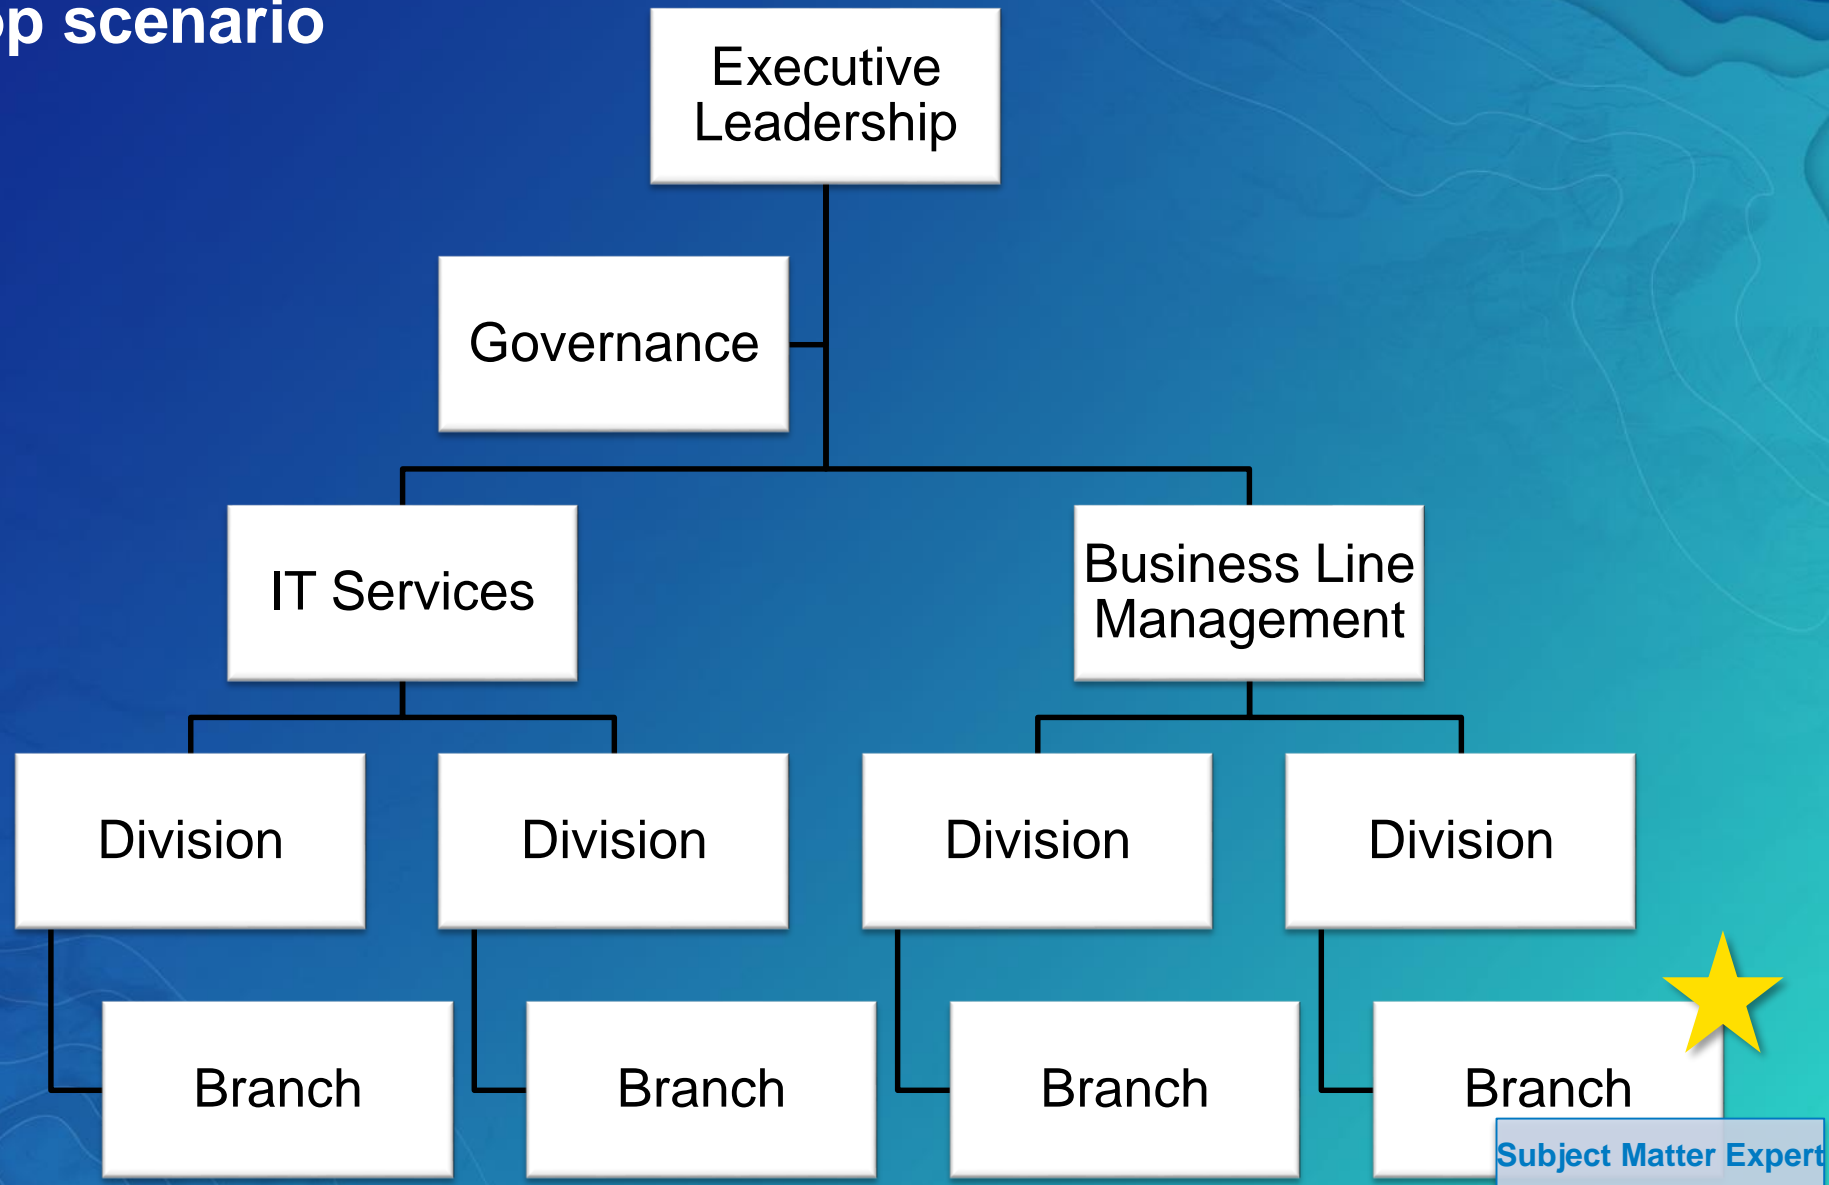 scenario
Executive
Leadership
Governance
IT Services
Business Line
Management
Division
Division
Division
Division
Branch
Branch
Branch
Branch
Subject Matter Expert